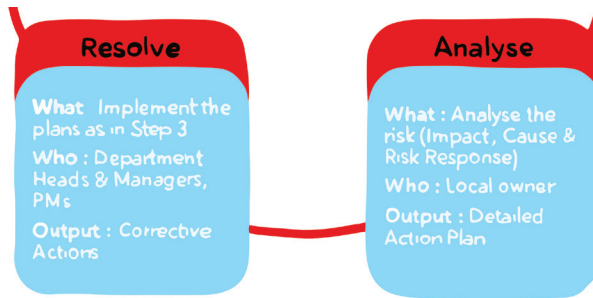 Resolve
What Implement the
plans as in Step 3
Who : Department
Heads & Managers,
PMs
Output : Corrective
Actions
Analyse
What : Analyse the
risk (Impact, Cause &
Risk Response)
Who : Local owner
Output : Detailed
Action Plan